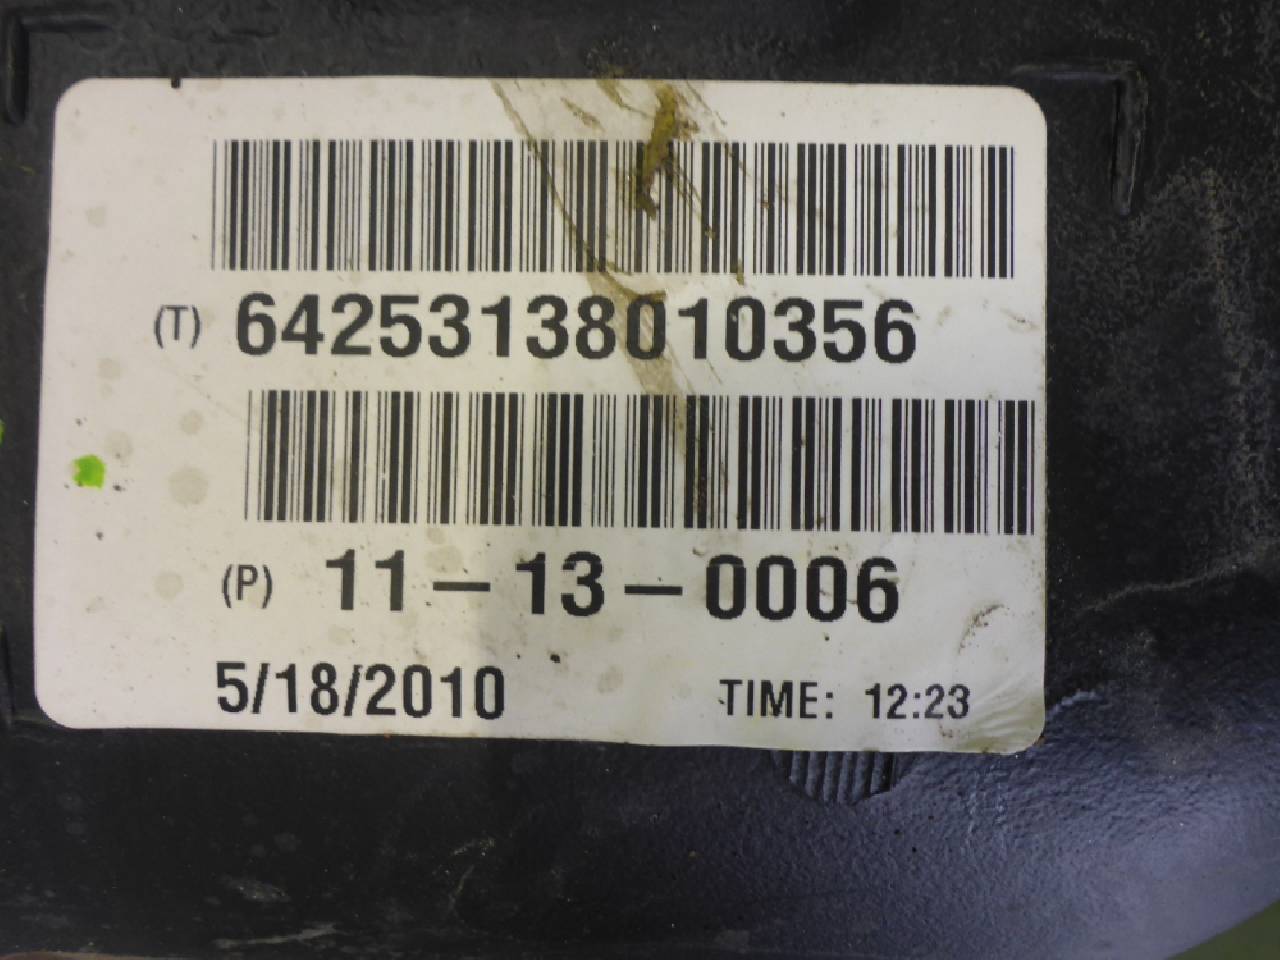 (T) 64253138010356
(P) 11-13-0006
5/18/2010 TIME: 12:23